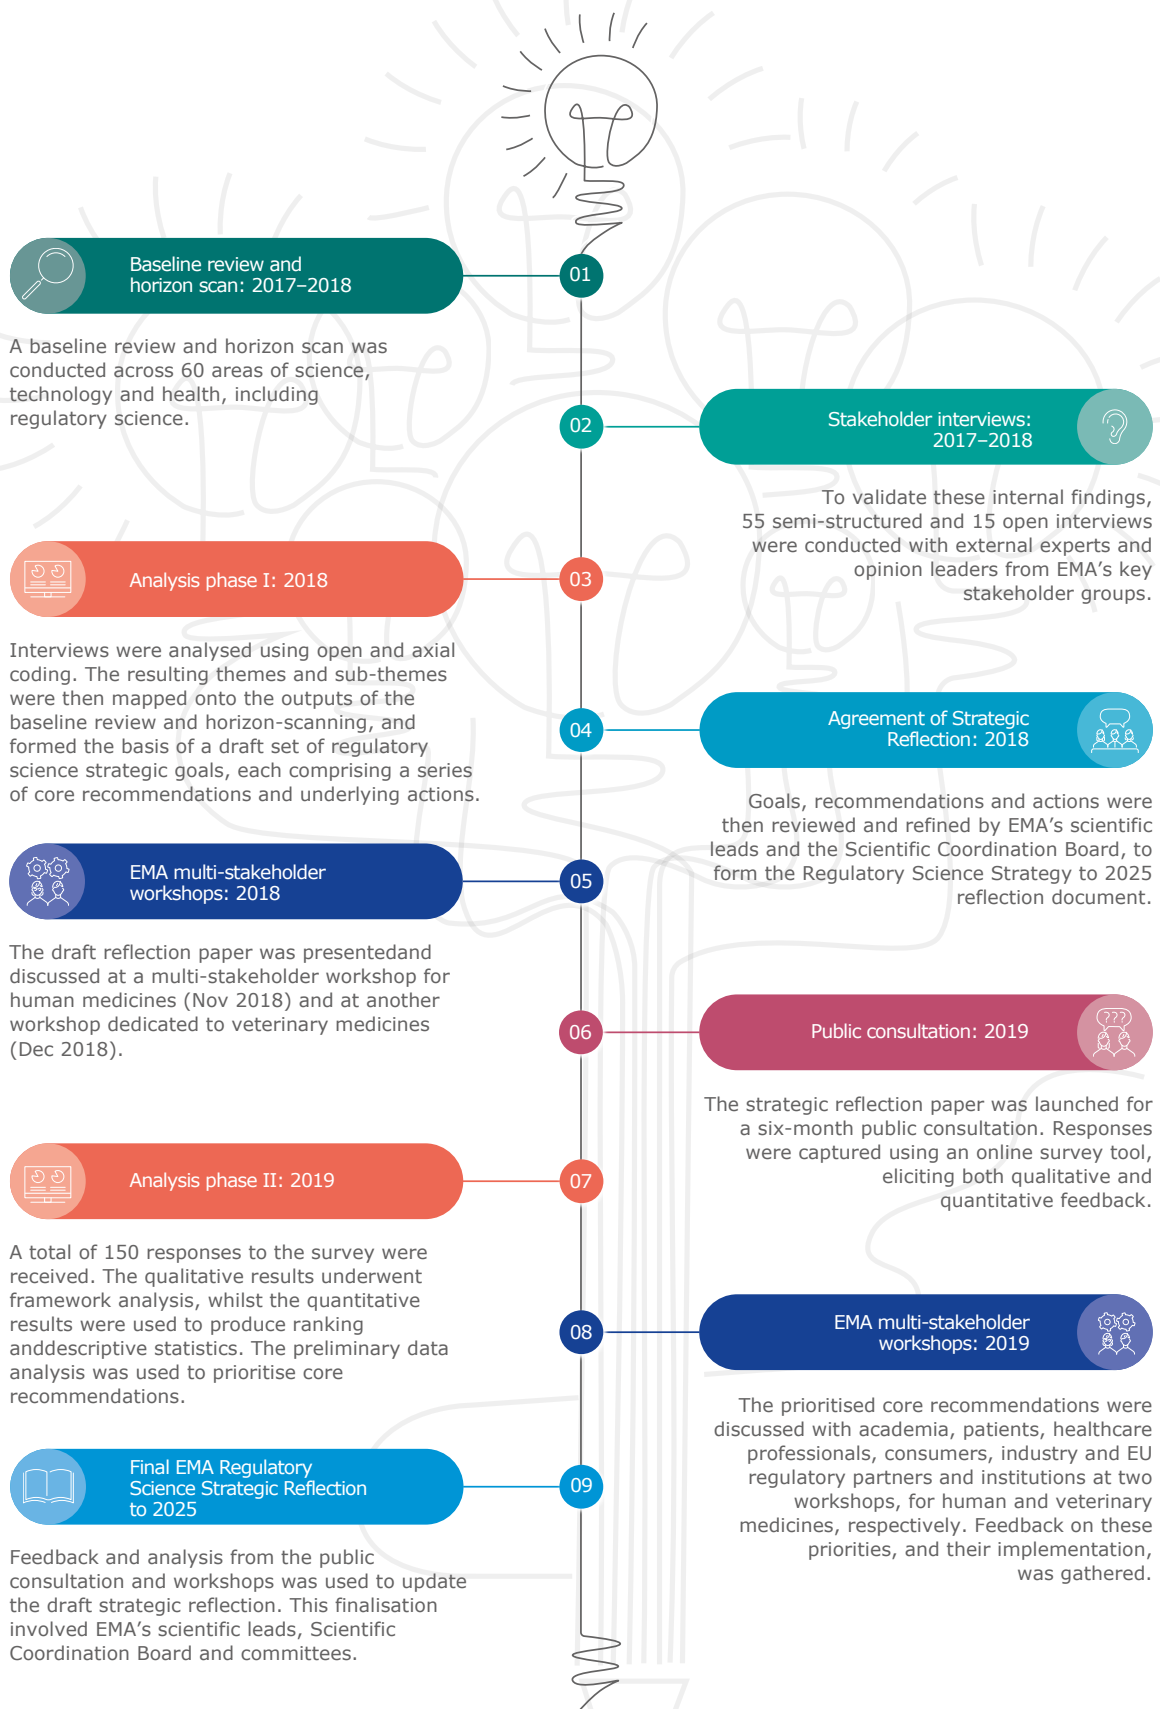 Baseline review and
horizon scan: 2017–2018
01
A baseline review and horizon scan was
conducted across 60 areas of science,
technology and health, including
regulatory science.
02
Stakeholder interviews:
2017–2018
To validate these internal findings,
55 semi-structured and 15 open interviews
were conducted with external experts and
opinion leaders from EMA’s key
stakeholder groups.
Analysis phase I: 2018
03
Interviews were analysed using open and axial
coding. The resulting themes and sub-themes
were then mapped onto the outputs of the
baseline review and horizon-scanning, and
formed the basis of a draft set of regulatory
science strategic goals, each comprising a series
of core recommendations and underlying actions.
04
Agreement of Strategic
Reflection: 2018
Goals, recommendations and actions were
then reviewed and refined by EMA’s scientific
leads and the Scientific Coordination Board, to
form the Regulatory Science Strategy to 2025
reflection document.
EMA multi-stakeholder
workshops: 2018
05
The draft reflection paper was presentedand
discussed at a multi-stakeholder workshop for
human medicines (Nov 2018) and at another
workshop dedicated to veterinary medicines
(Dec 2018).
06
Public consultation: 2019
???
The strategic reflection paper was launched for
a six-month public consultation. Responses
were captured using an online survey tool,
eliciting both qualitative and
quantitative feedback.
Analysis phase II: 2019
07
A total of 150 responses to the survey were
received. The qualitative results underwent
framework analysis, whilst the quantitative
results were used to produce ranking
anddescriptive statistics. The preliminary data
analysis was used to prioritise core
recommendations.
08
EMA multi-stakeholder
workshops: 2019
The prioritised core recommendations were
discussed with academia, patients, healthcare
professionals, consumers, industry and EU
regulatory partners and institutions at two
workshops, for human and veterinary
medicines, respectively. Feedback on these
priorities, and their implementation,
was gathered.
Final EMA Regulatory
Science Strategic Reflection
to 2025
09
Feedback and analysis from the public
consultation and workshops was used to update
the draft strategic reflection. This finalisation
involved EMA’s scientific leads, Scientific
Coordination Board and committees.